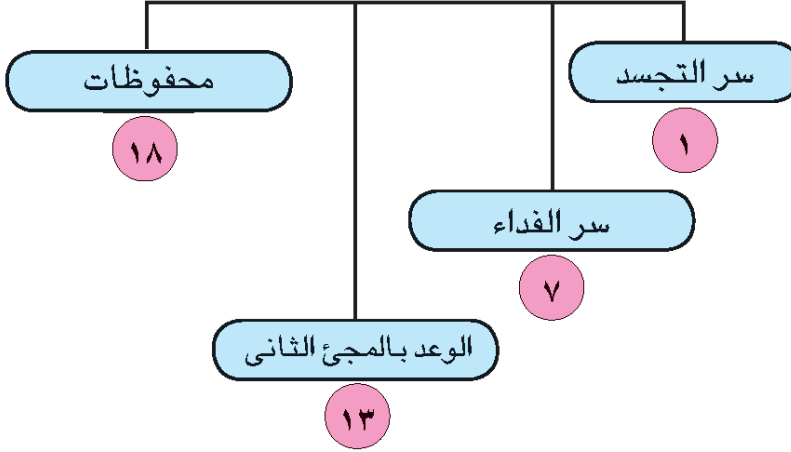 سر التجسد
١
سر الفداء
٧
الوعد بالمجئ الثانى
١٣
محفوظات
١٨